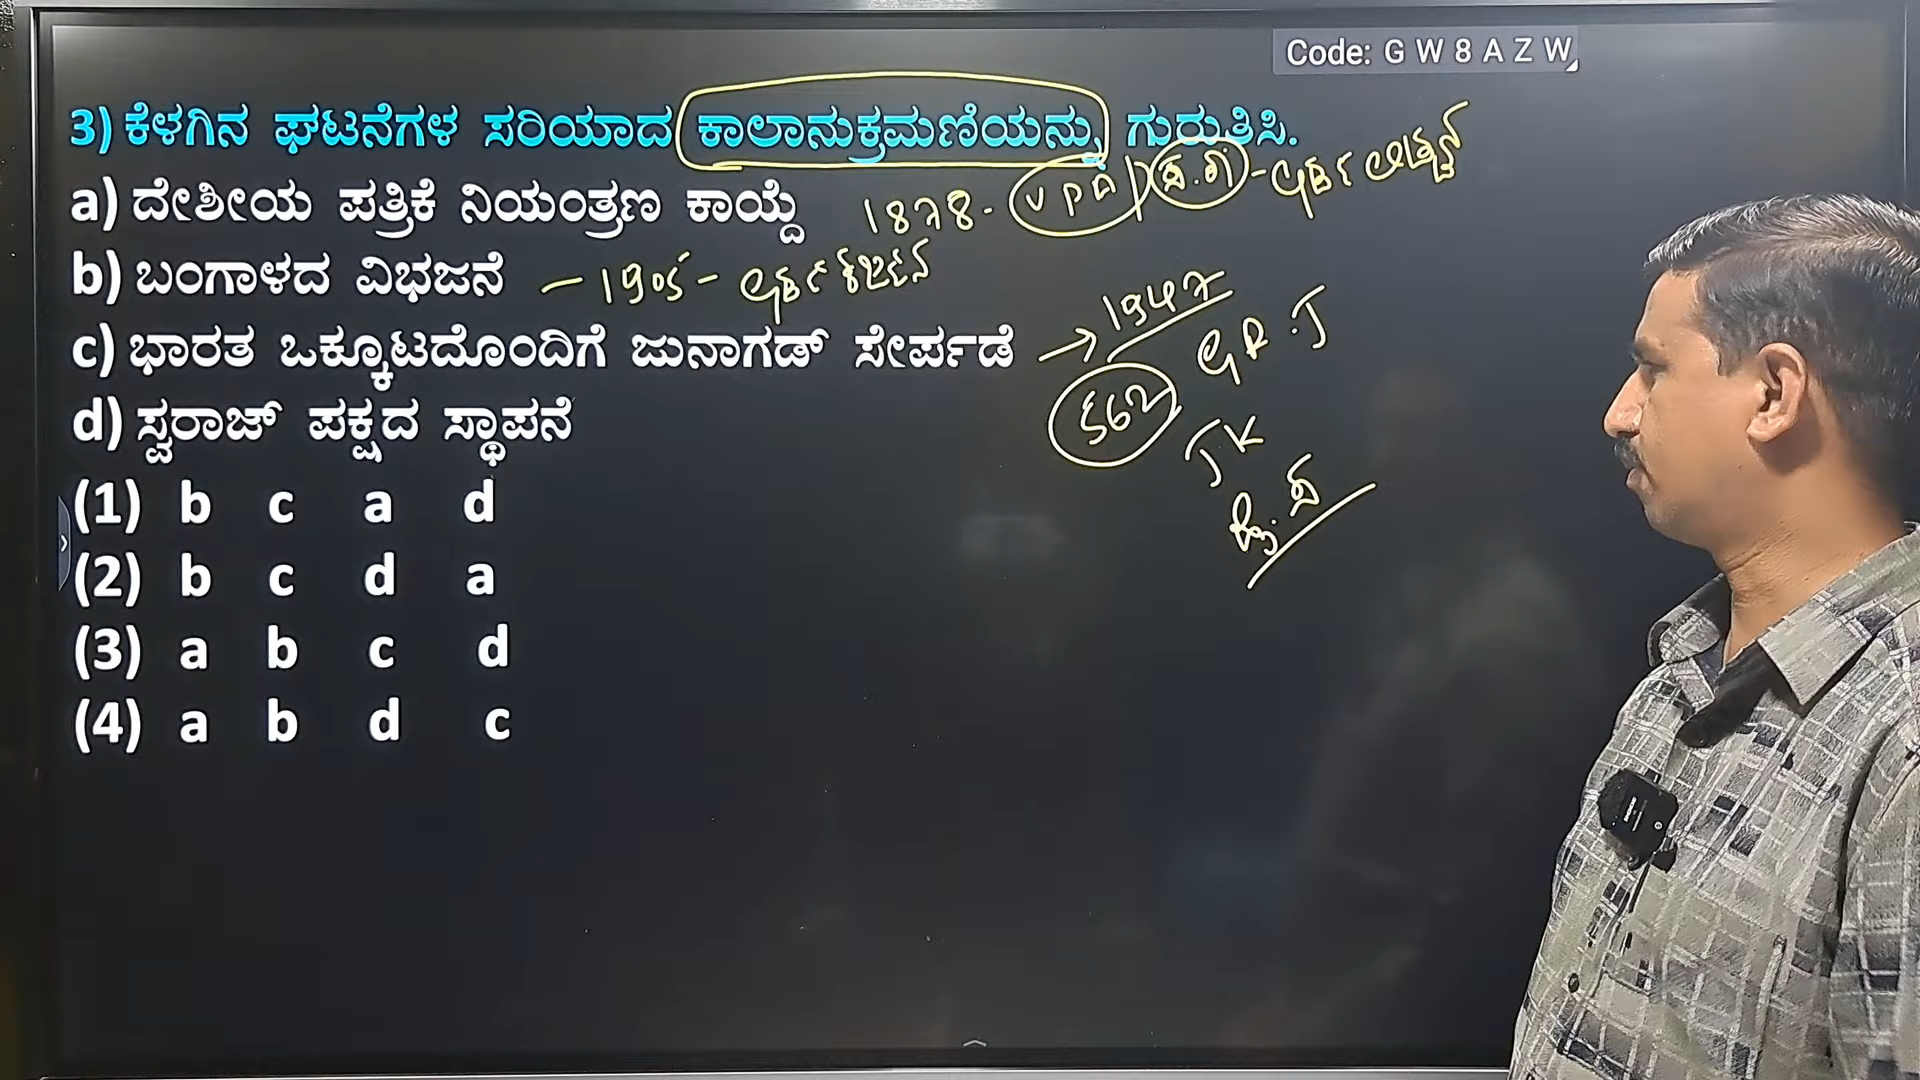 Code: G W 8 A Z W
3) ಕೆಳಗಿನ ಘಟನೆಗಳ ಸರಿಯಾದ ಕಾಲಾನುಕ್ರಮಣಿಯನ್ನು ಗುರುತಿಸಿ.
a) ದೇಶೀಯ ಪತ್ರಿಕೆ ನಿಯಂತ್ರಣ ಕಾಯ್ದೆ 1878 - VPA
b) ಬಂಗಾಳದ ವಿಭಜನೆ - 1905 -
c) ಭಾರತ ಒಕ್ಕೂಟದೊಂದಿಗೆ ಜುನಾಗಡ್ ಸೇರ್ಪಡೆ → 1947
562
JK
d) ಸ್ವರಾಜ್ ಪಕ್ಷದ ಸ್ಥಾಪನೆ
(1) b c a d
(2) b c d a
(3) a b c d
(4) a b d c